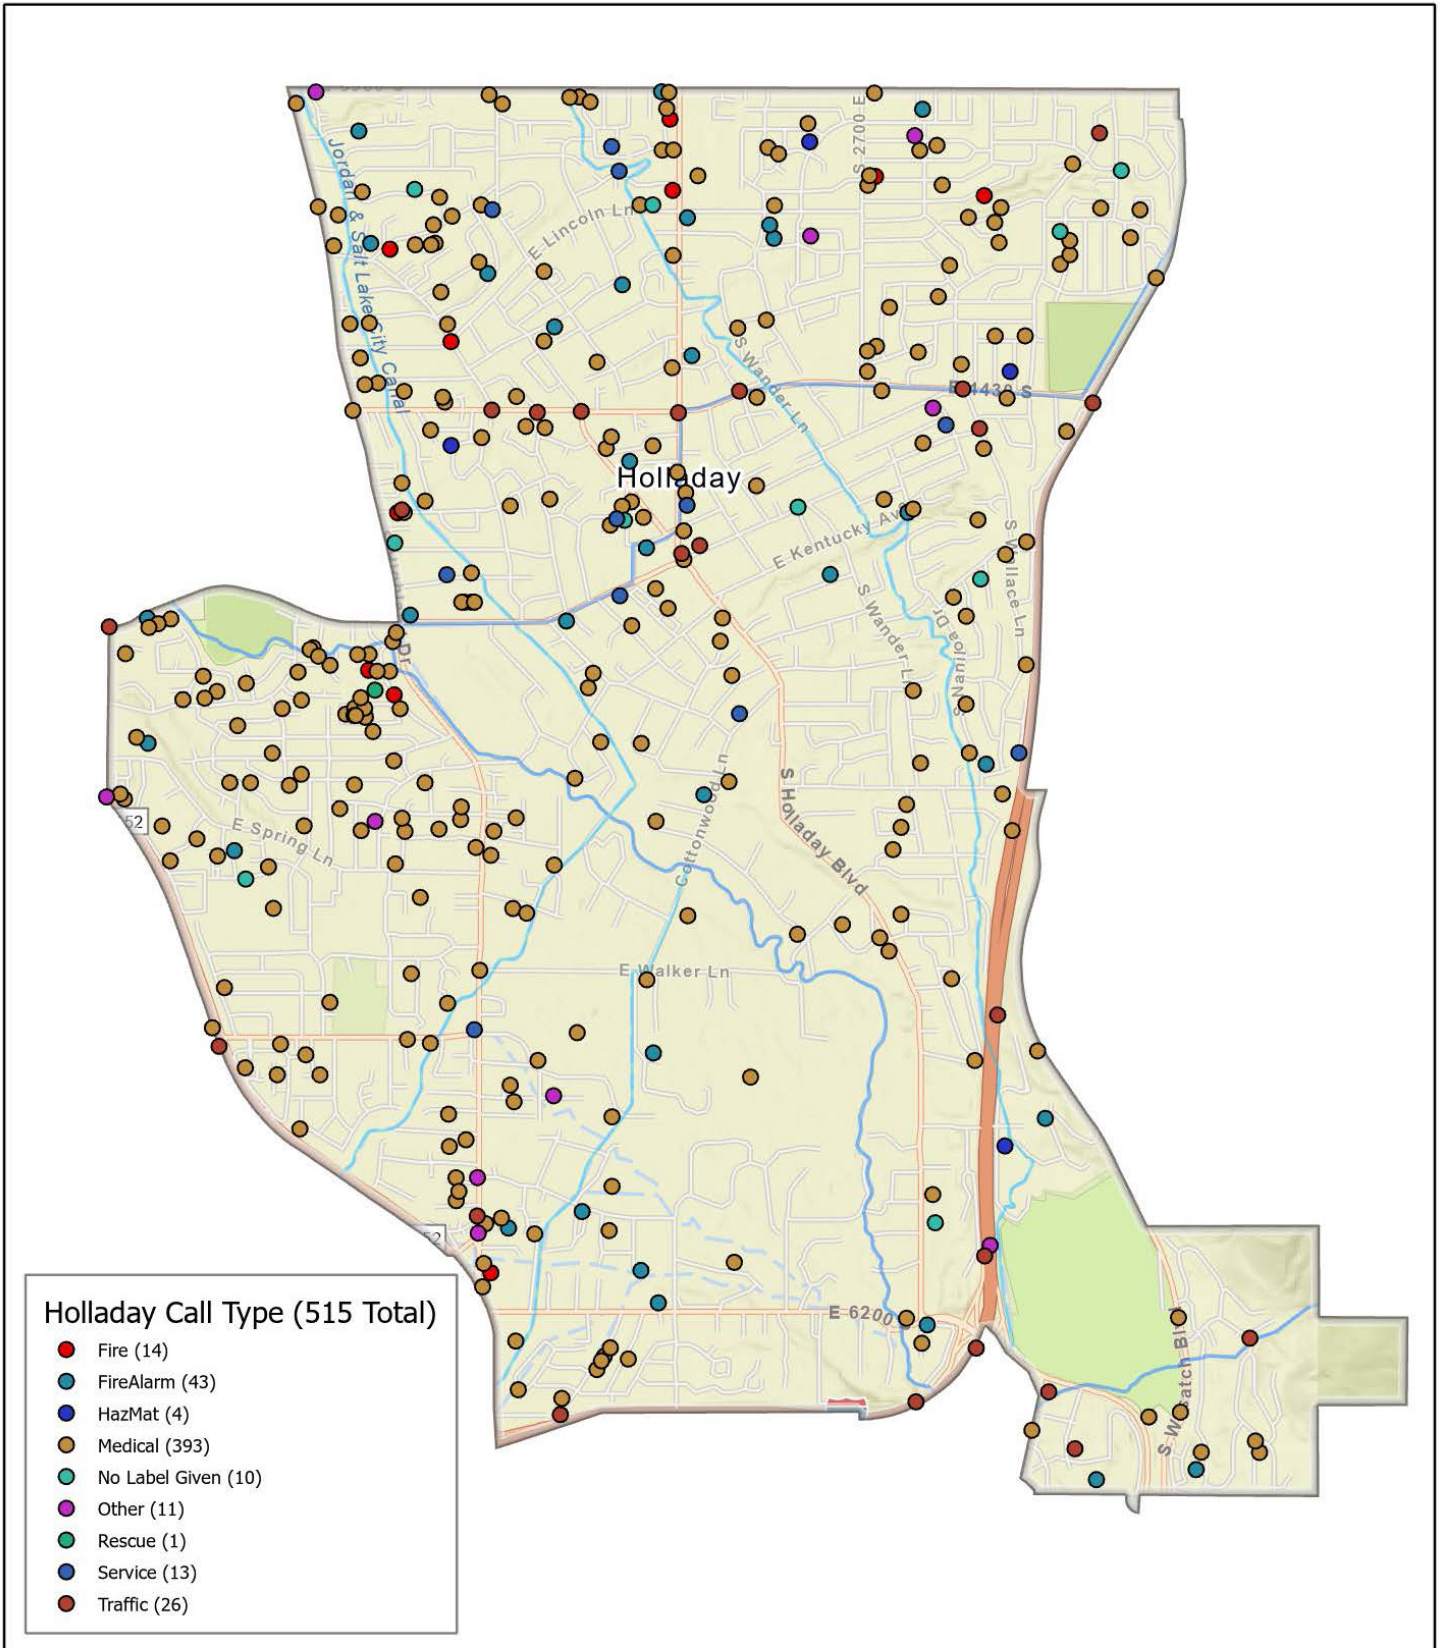 S 2700 E
Jordan & Salt Lake City Canal
E Lincoln Ln
S Wander Ln
E 4430 S
Holladay
E Kentucky Ave
S Wallace Ln
S Wander Ln
S Naniloa Dr
Dr
52
E Spring Ln
Cottonwood Ln
S Holladay Blvd
E Walker Ln
52
E 6200
S Wasatch Blvd
Holladay Call Type (515 Total)
Fire (14)
FireAlarm (43)
HazMat (4)
Medical (393)
No Label Given (10)
Other (11)
Rescue (1)
Service (13)
Traffic (26)